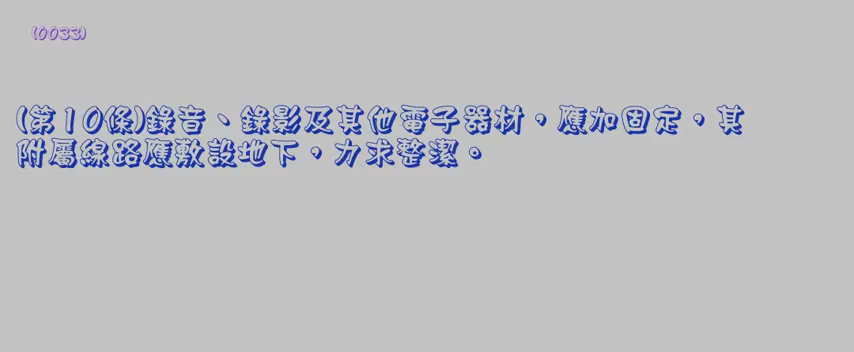 (0033)
(第10條)錄音、錄影及其他電子器材，應加固定，其
附屬線路應敷設地下，力求整潔。